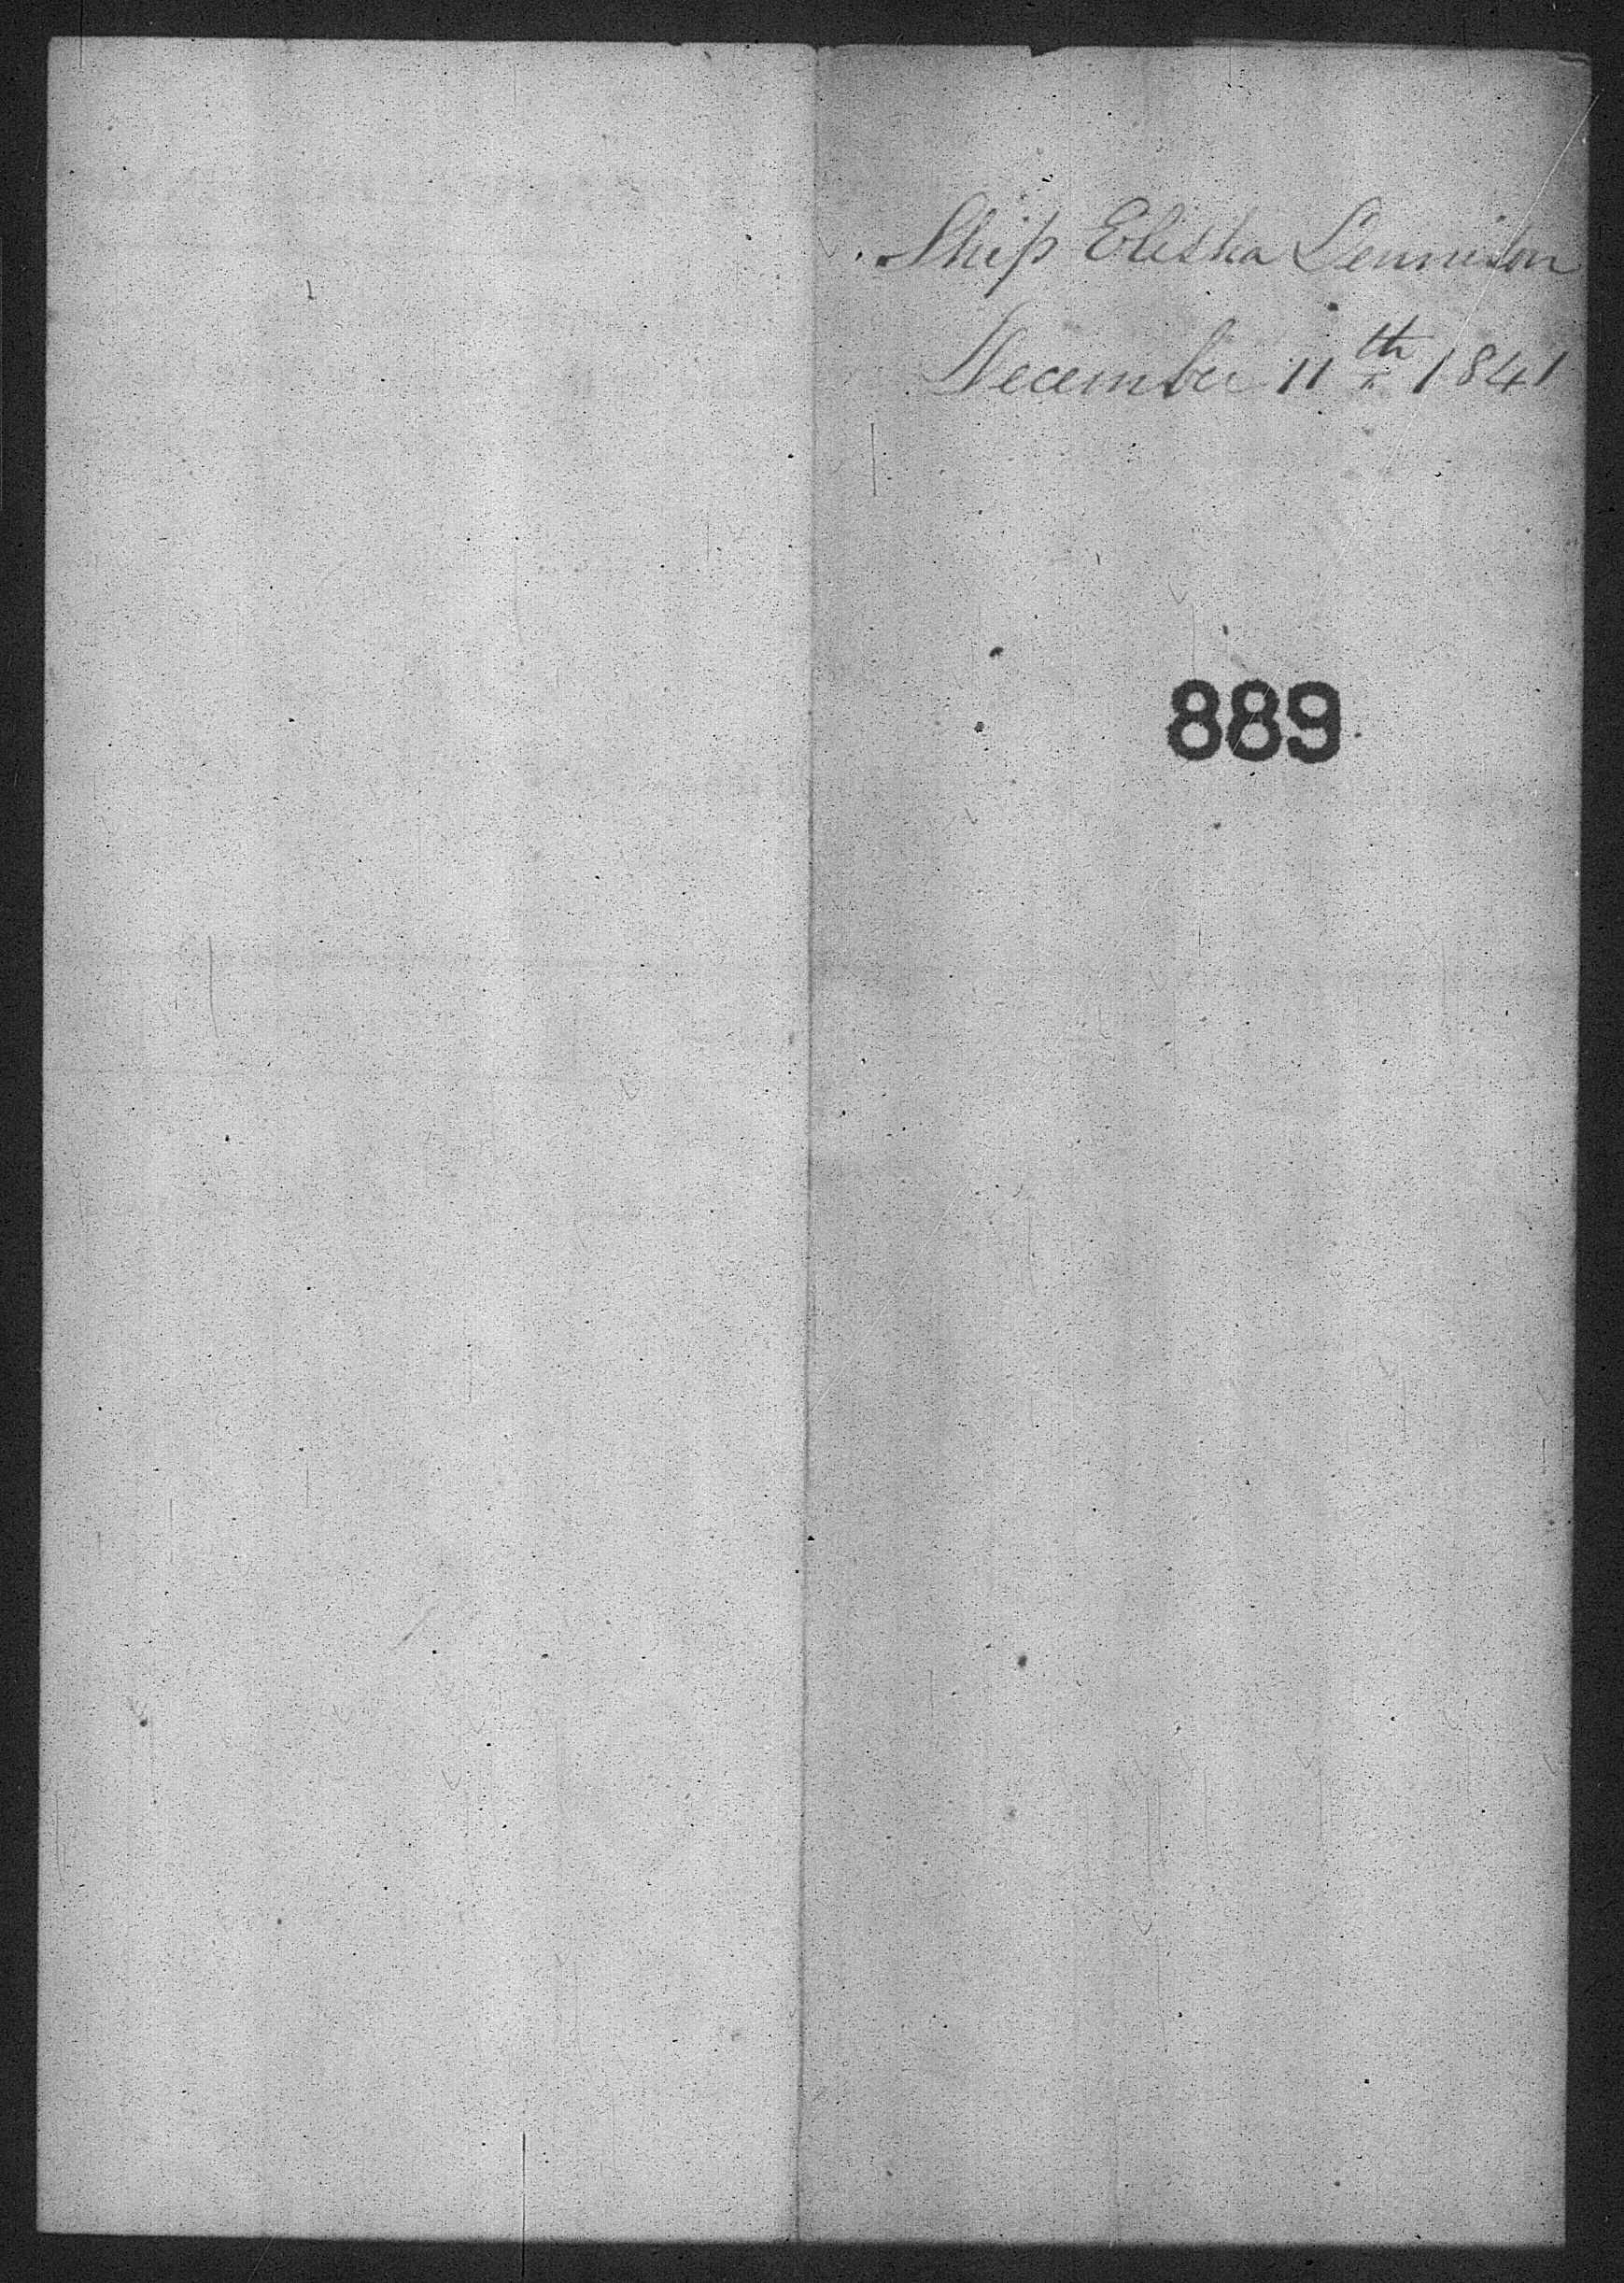 Ship Elisha Dennison
December 11th 1841
889